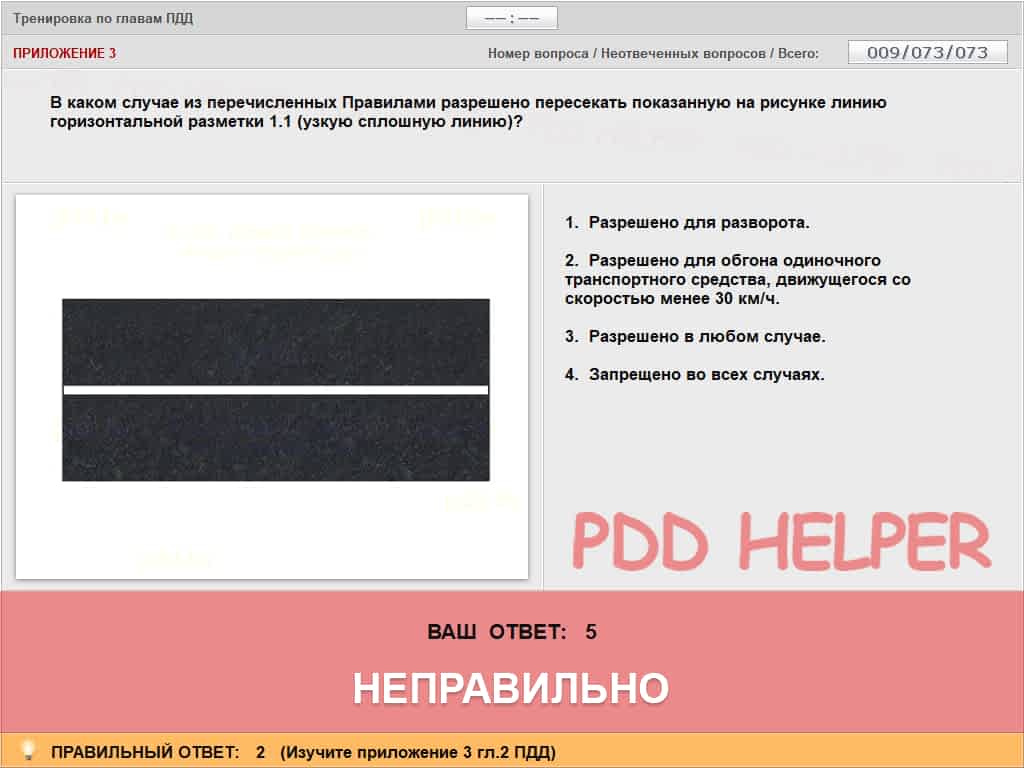 Тренировка по главам ПДД
—— : ——
ПРИЛОЖЕНИЕ 3
Номер вопроса / Неотвеченных вопросов / Всего:
009/073/073
В каком случае из перечисленных Правилами разрешено пересекать показанную на рисунке линию
горизонтальной разметки 1.1 (узкую сплошную линию)?
1. Разрешено для разворота.
2. Разрешено для обгона одиночного
транспортного средства, движущегося со
скоростью менее 30 км/ч.
3. Разрешено в любом случае.
4. Запрещено во всех случаях.
PDD HELPER
ВАШ ОТВЕТ: 5
НЕПРАВИЛЬНО
ПРАВИЛЬНЫЙ ОТВЕТ: 2 (Изучите приложение 3 гл.2 ПДД)